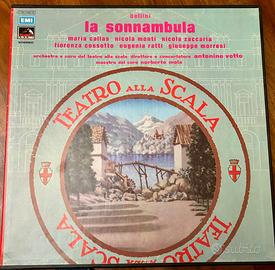 bellini
EMI
la sonnambula
maria callas nicola monti nicola zaccaria
fiorenza cossotto eugenia ratti giuseppe morresi
orchestra e coro del teatro alla scala direttore e concertatore antonino votto
maestro del coro norberto mola
TEATRO ALLA SCALA
TEATRO ALLA SCALA
subito